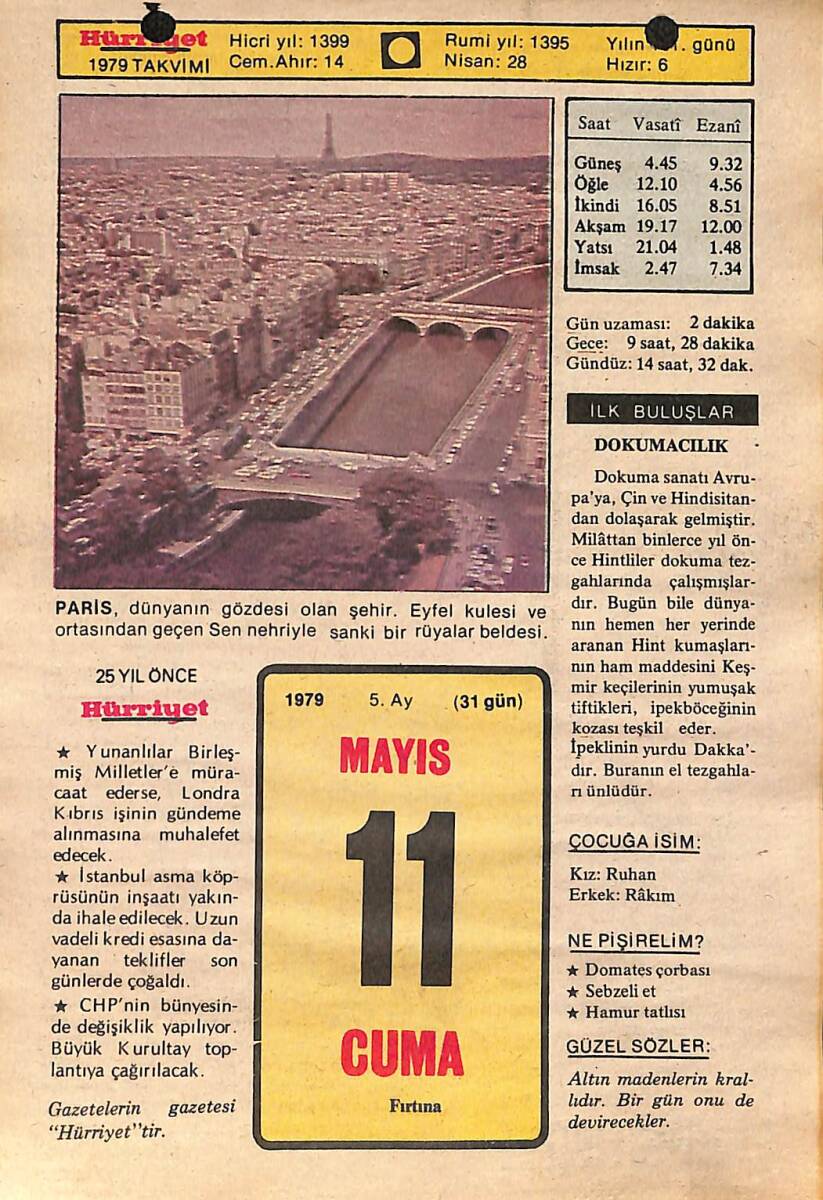 Hürriyet
1979 TAKVİMİ
Hicri yıl: 1399
Cem.Ahır: 14
Rumi yıl: 1395
Nisan: 28
Yılın 1. günü
Hızır: 6
Saat Vasatî Ezanî
Güneş 4.45 9.32
Öğle 12.10 4.56
İkindi 16.05 8.51
Akşam 19.17 12.00
Yatsı 21.04 1.48
İmsak 2.47 7.34
Gün uzaması: 2 dakika
Gece: 9 saat, 28 dakika
Gündüz: 14 saat, 32 dak.
PARİS, dünyanın gözdesi olan şehir. Eyfel kulesi ve
ortasından geçen Sen nehriyle sanki bir rüyalar beldesi.
İLK BULUŞLAR
DOKUMACILIK
Dokuma sanatı Avru-
pa'ya, Çin ve Hindisitan-
dan dolaşarak gelmiştir.
Milâttan binlerce yıl ön-
ce Hintliler dokuma tez-
gahlarında çalışmışlar-
dır. Bugün bile dünya-
nın hemen her yerinde
aranan Hint kumaşları-
nın ham maddesini Keş-
mir keçilerinin yumuşak
tiftikleri, ipekböceğinin
kozası teşkil eder.
İpeklinin yurdu Dakka'-
dır. Buranın el tezgahla-
rı ünlüdür.
25 YIL ÖNCE
Hürriyet
★ Yunanlılar Birleş-
miş Milletler'e müra-
caat ederse, Londra
Kıbrıs işinin gündeme
alınmasına muhalefet
edecek.
★ İstanbul asma köp-
rüsünün inşaatı yakın-
da ihale edilecek. Uzun
vadeli kredi esasına da-
yanan teklifler son
günlerde çoğaldı.
★ CHP'nin bünyesin-
de değişiklik yapılıyor.
Büyük Kurultay top-
lantıya çağırılacak.
Gazetelerin gazetesi
"Hürriyet"tir.
1979 5. Ay (31 gün)
MAYIS
11
CUMA
Fırtına
ÇOCUĞA İSİM:
Kız: Ruhan
Erkek: Râkım
NE PİŞİRELİM?
★ Domates çorbası
★ Sebzeli et
★ Hamur tatlısı
GÜZEL SÖZLER:
Altın madenlerin kral-
lıdır. Bir gün onu de
devirecekler.